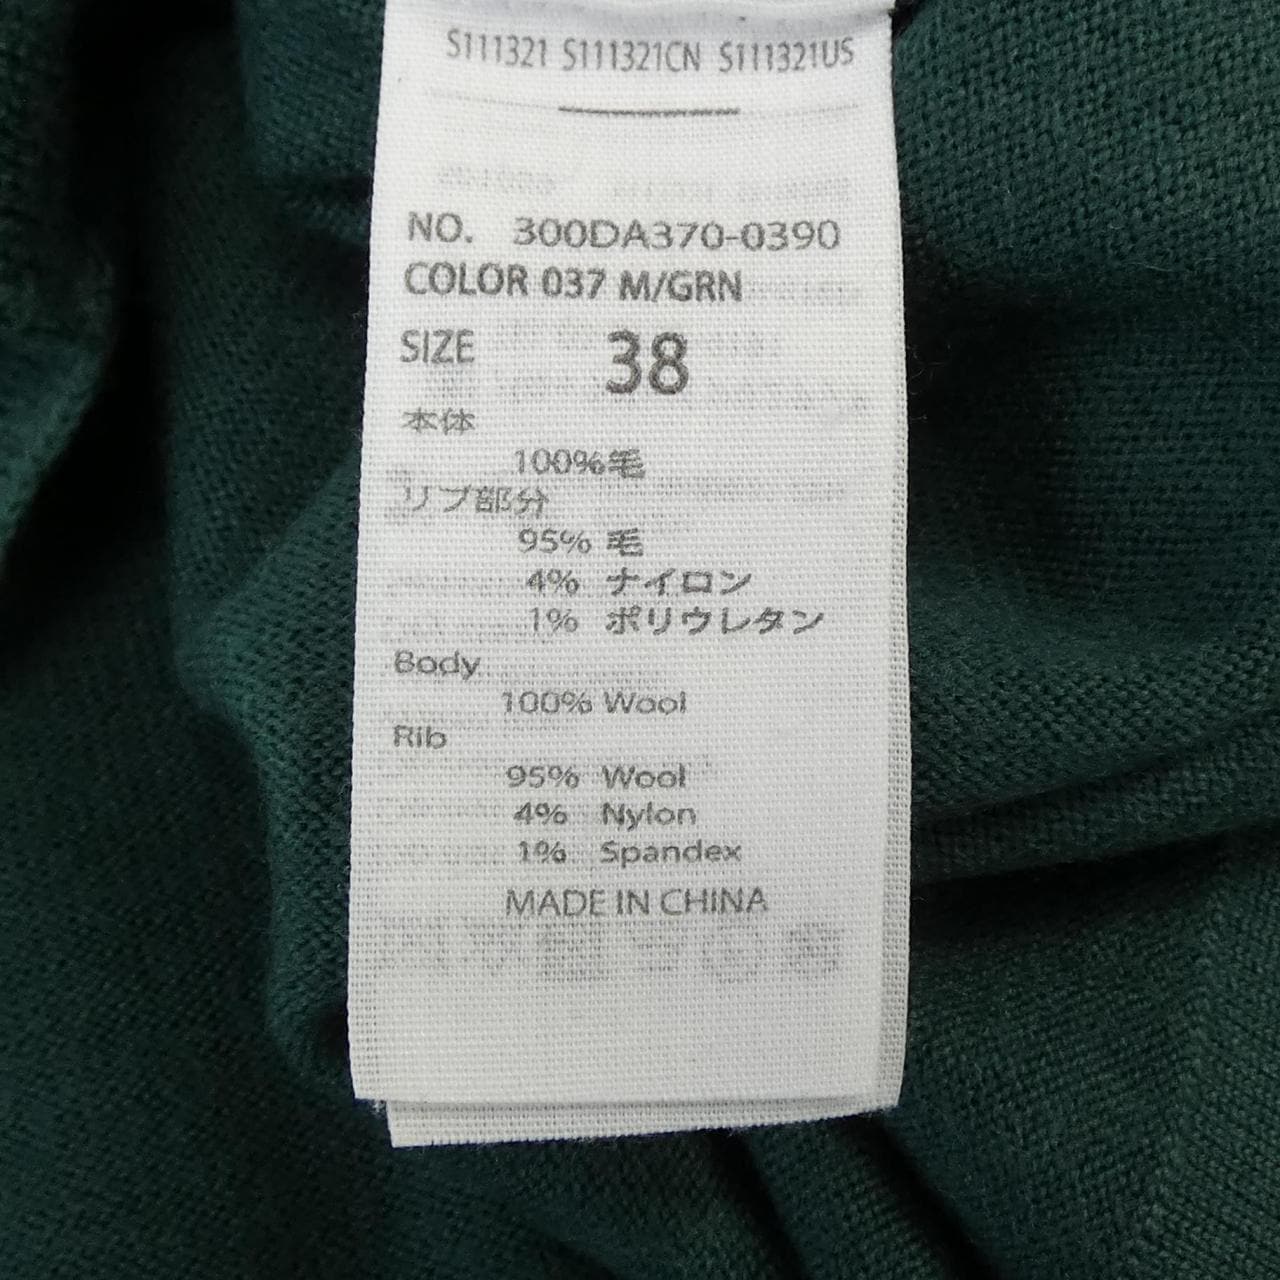 S111321 S111321CN S111321US
NO. 300DA370-0390
COLOR 037 M/GRN
SIZE 38
本体
100%毛
リブ部分
95% 毛
4% ナイロン
1% ポリウレタン
Body
100% Wool
Rib
95% Wool
4% Nylon
1% Spandex
MADE IN CHINA